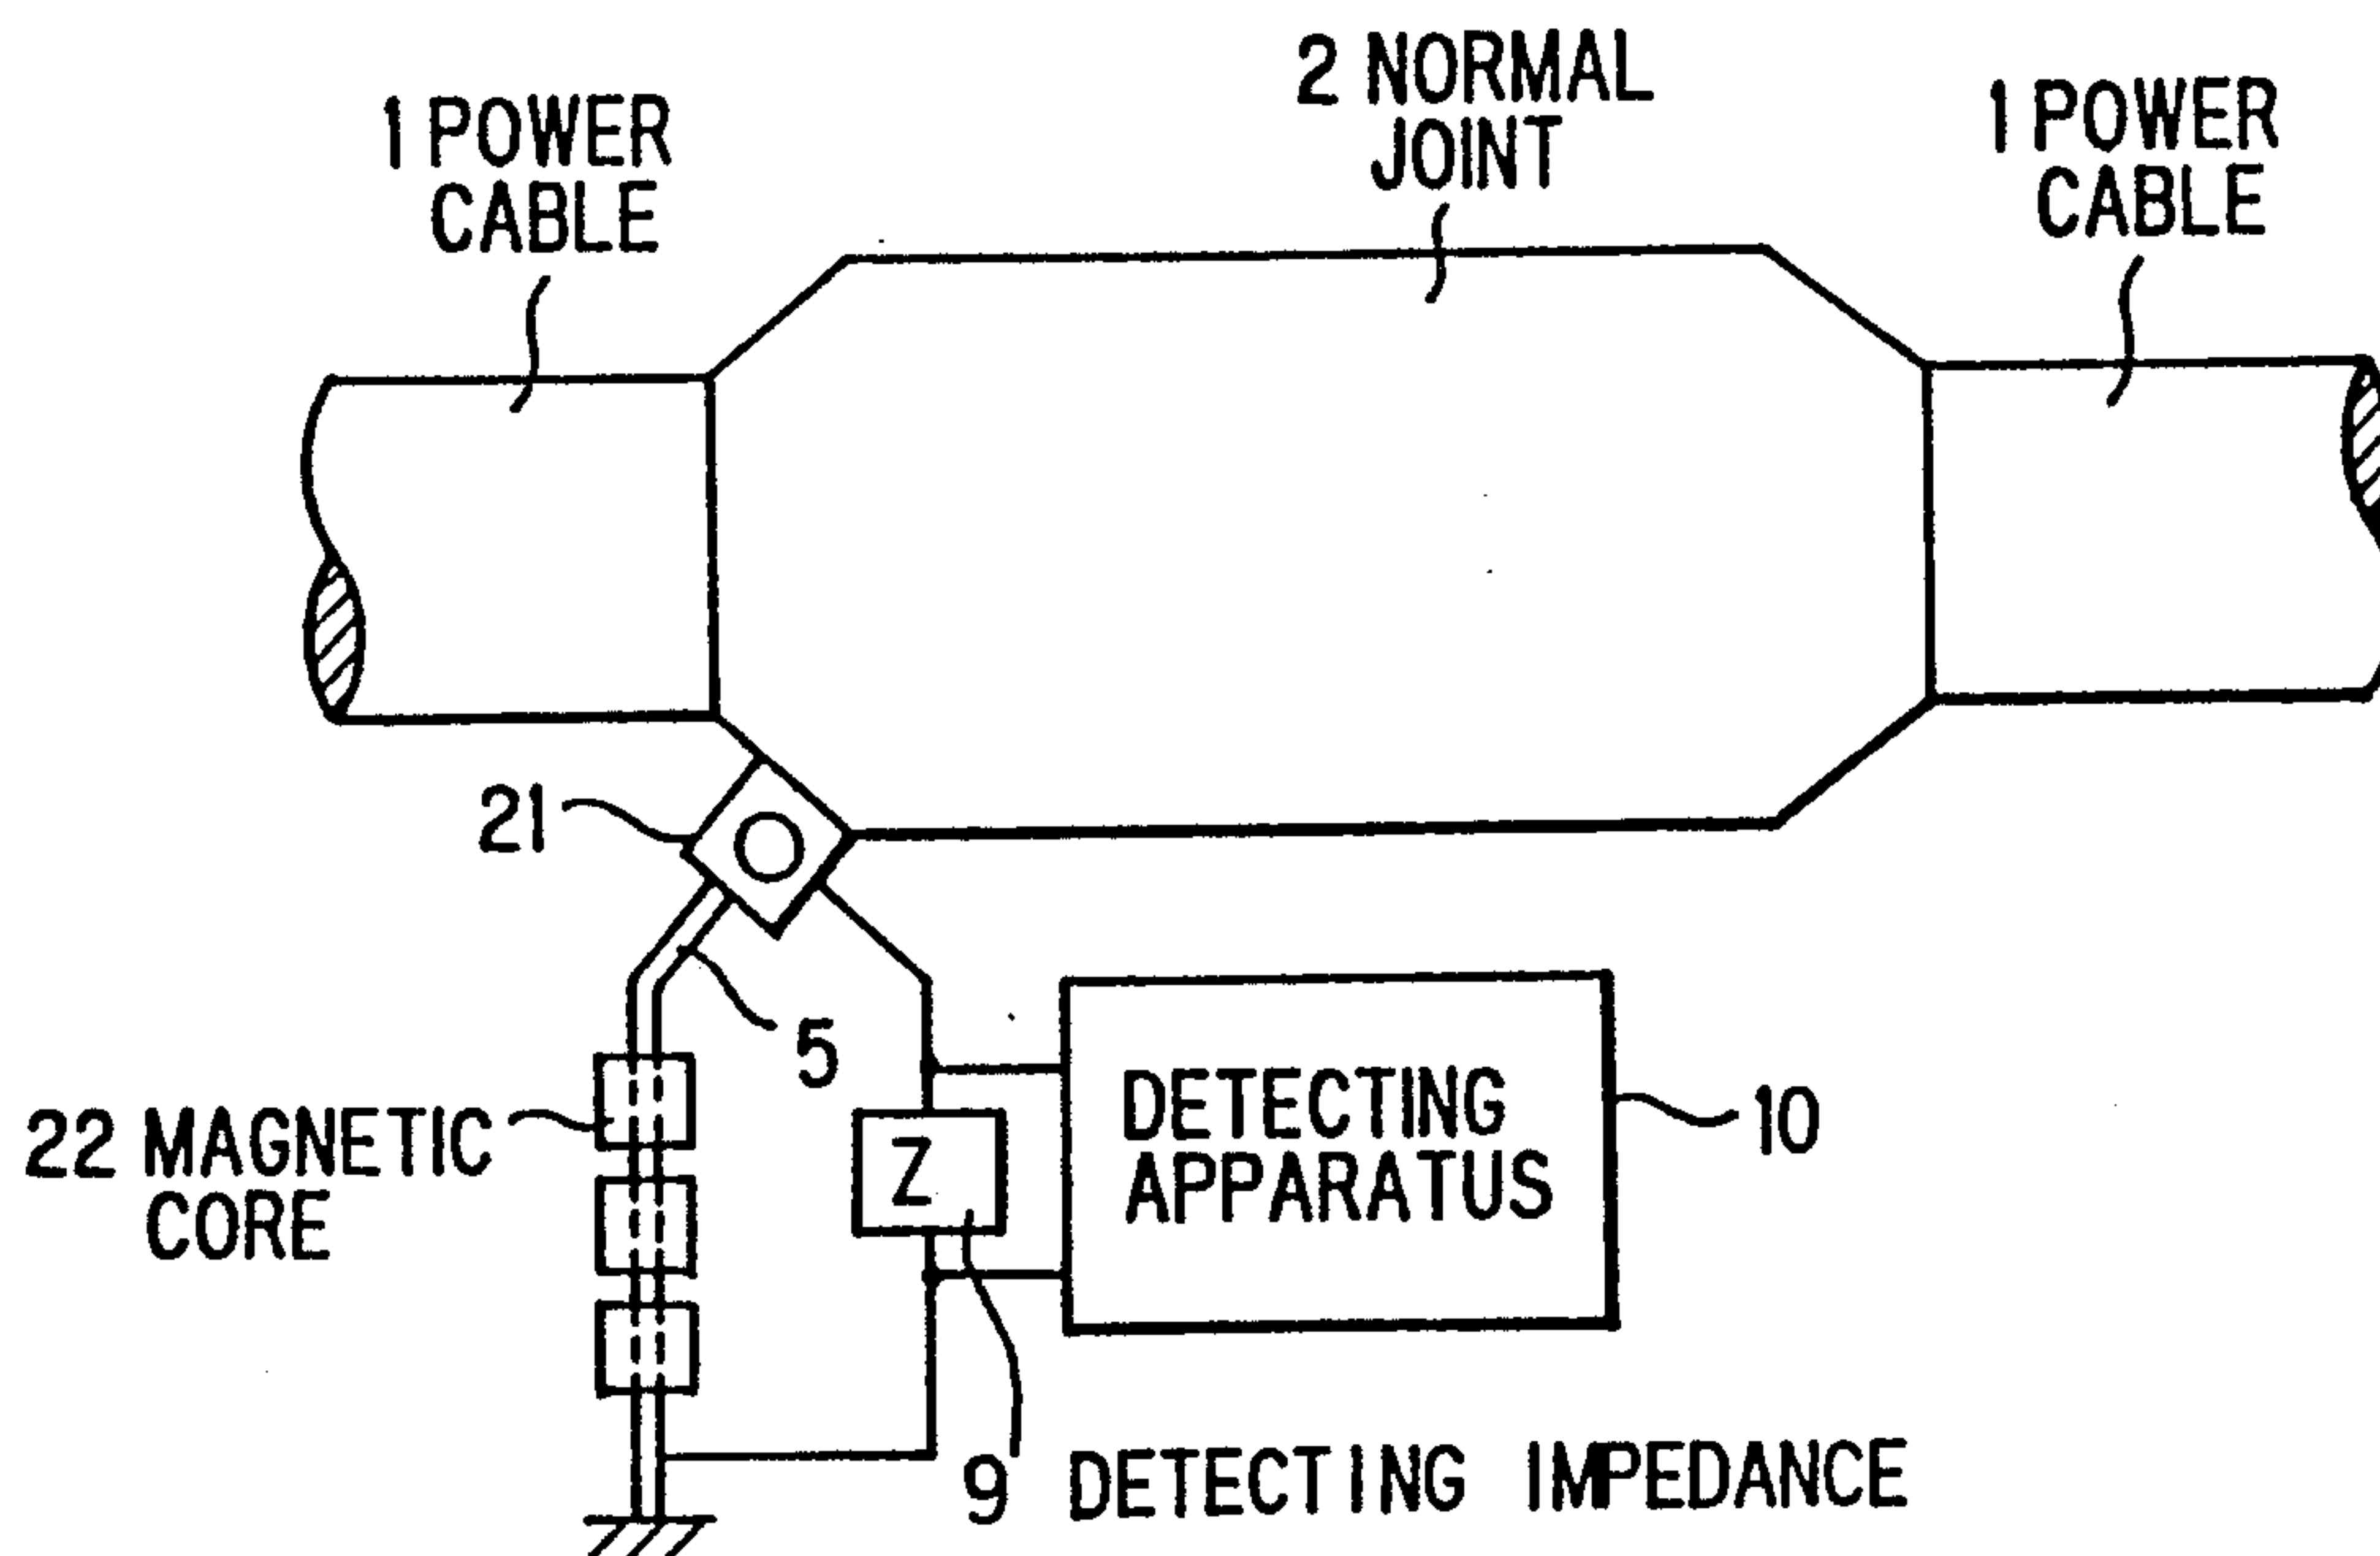 2 NORMAL
JOINT
1 POWER
CABLE
1 POWER
CABLE
21
5
22 MAGNETIC
CORE
Z
DETECTING
APPARATUS
10
9 DETECTING IMPEDANCE